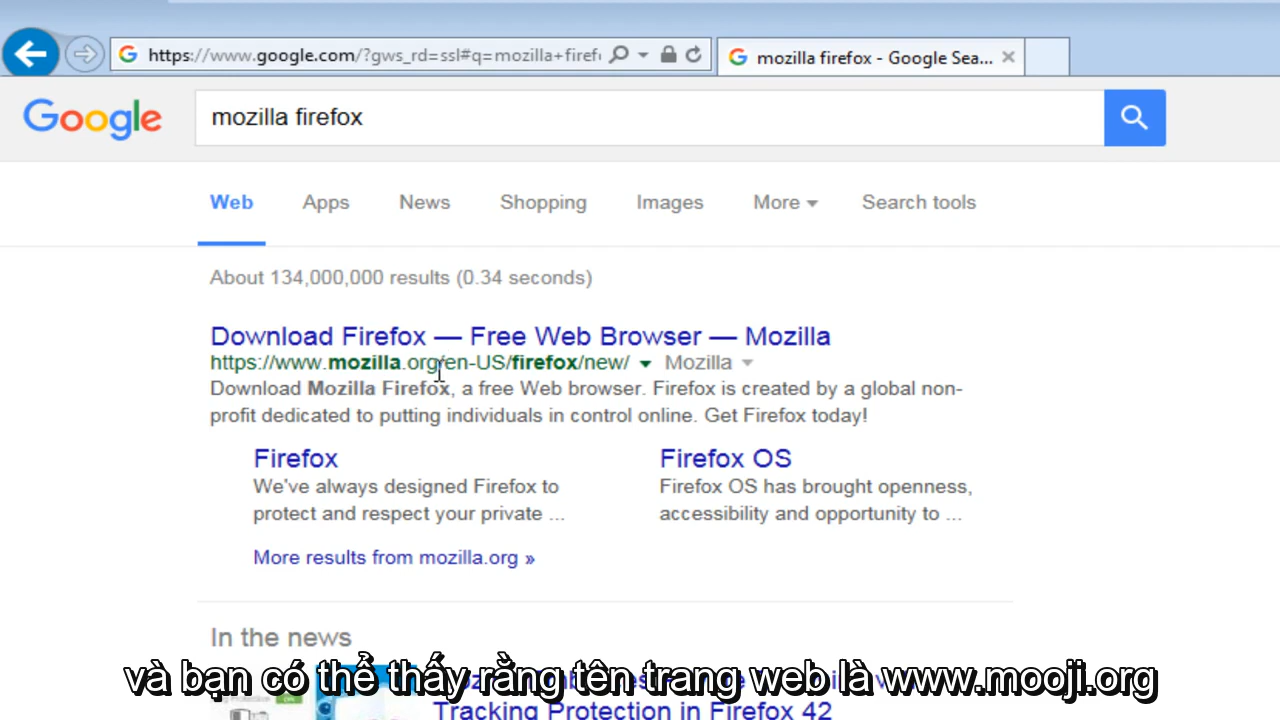 https://www.google.com/?gws_rd=ssl#q=mozilla+firef
mozilla firefox - Google Sea...
Google
mozilla firefox
Web Apps News Shopping Images More Search tools
About 134,000,000 results (0.34 seconds)
Download Firefox — Free Web Browser — Mozilla
https://www.mozilla.org/en-US/firefox/new/ Mozilla
Download Mozilla Firefox, a free Web browser. Firefox is created by a global non-
profit dedicated to putting individuals in control online. Get Firefox today!
Firefox
We've always designed Firefox to
protect and respect your private ...
Firefox OS
Firefox OS has brought openness,
accessibility and opportunity to ...
More results from mozilla.org »
In the news
và bạn có thể thấy rằng tên trang web là www.mooji.org
Tracking Protection in Firefox 42